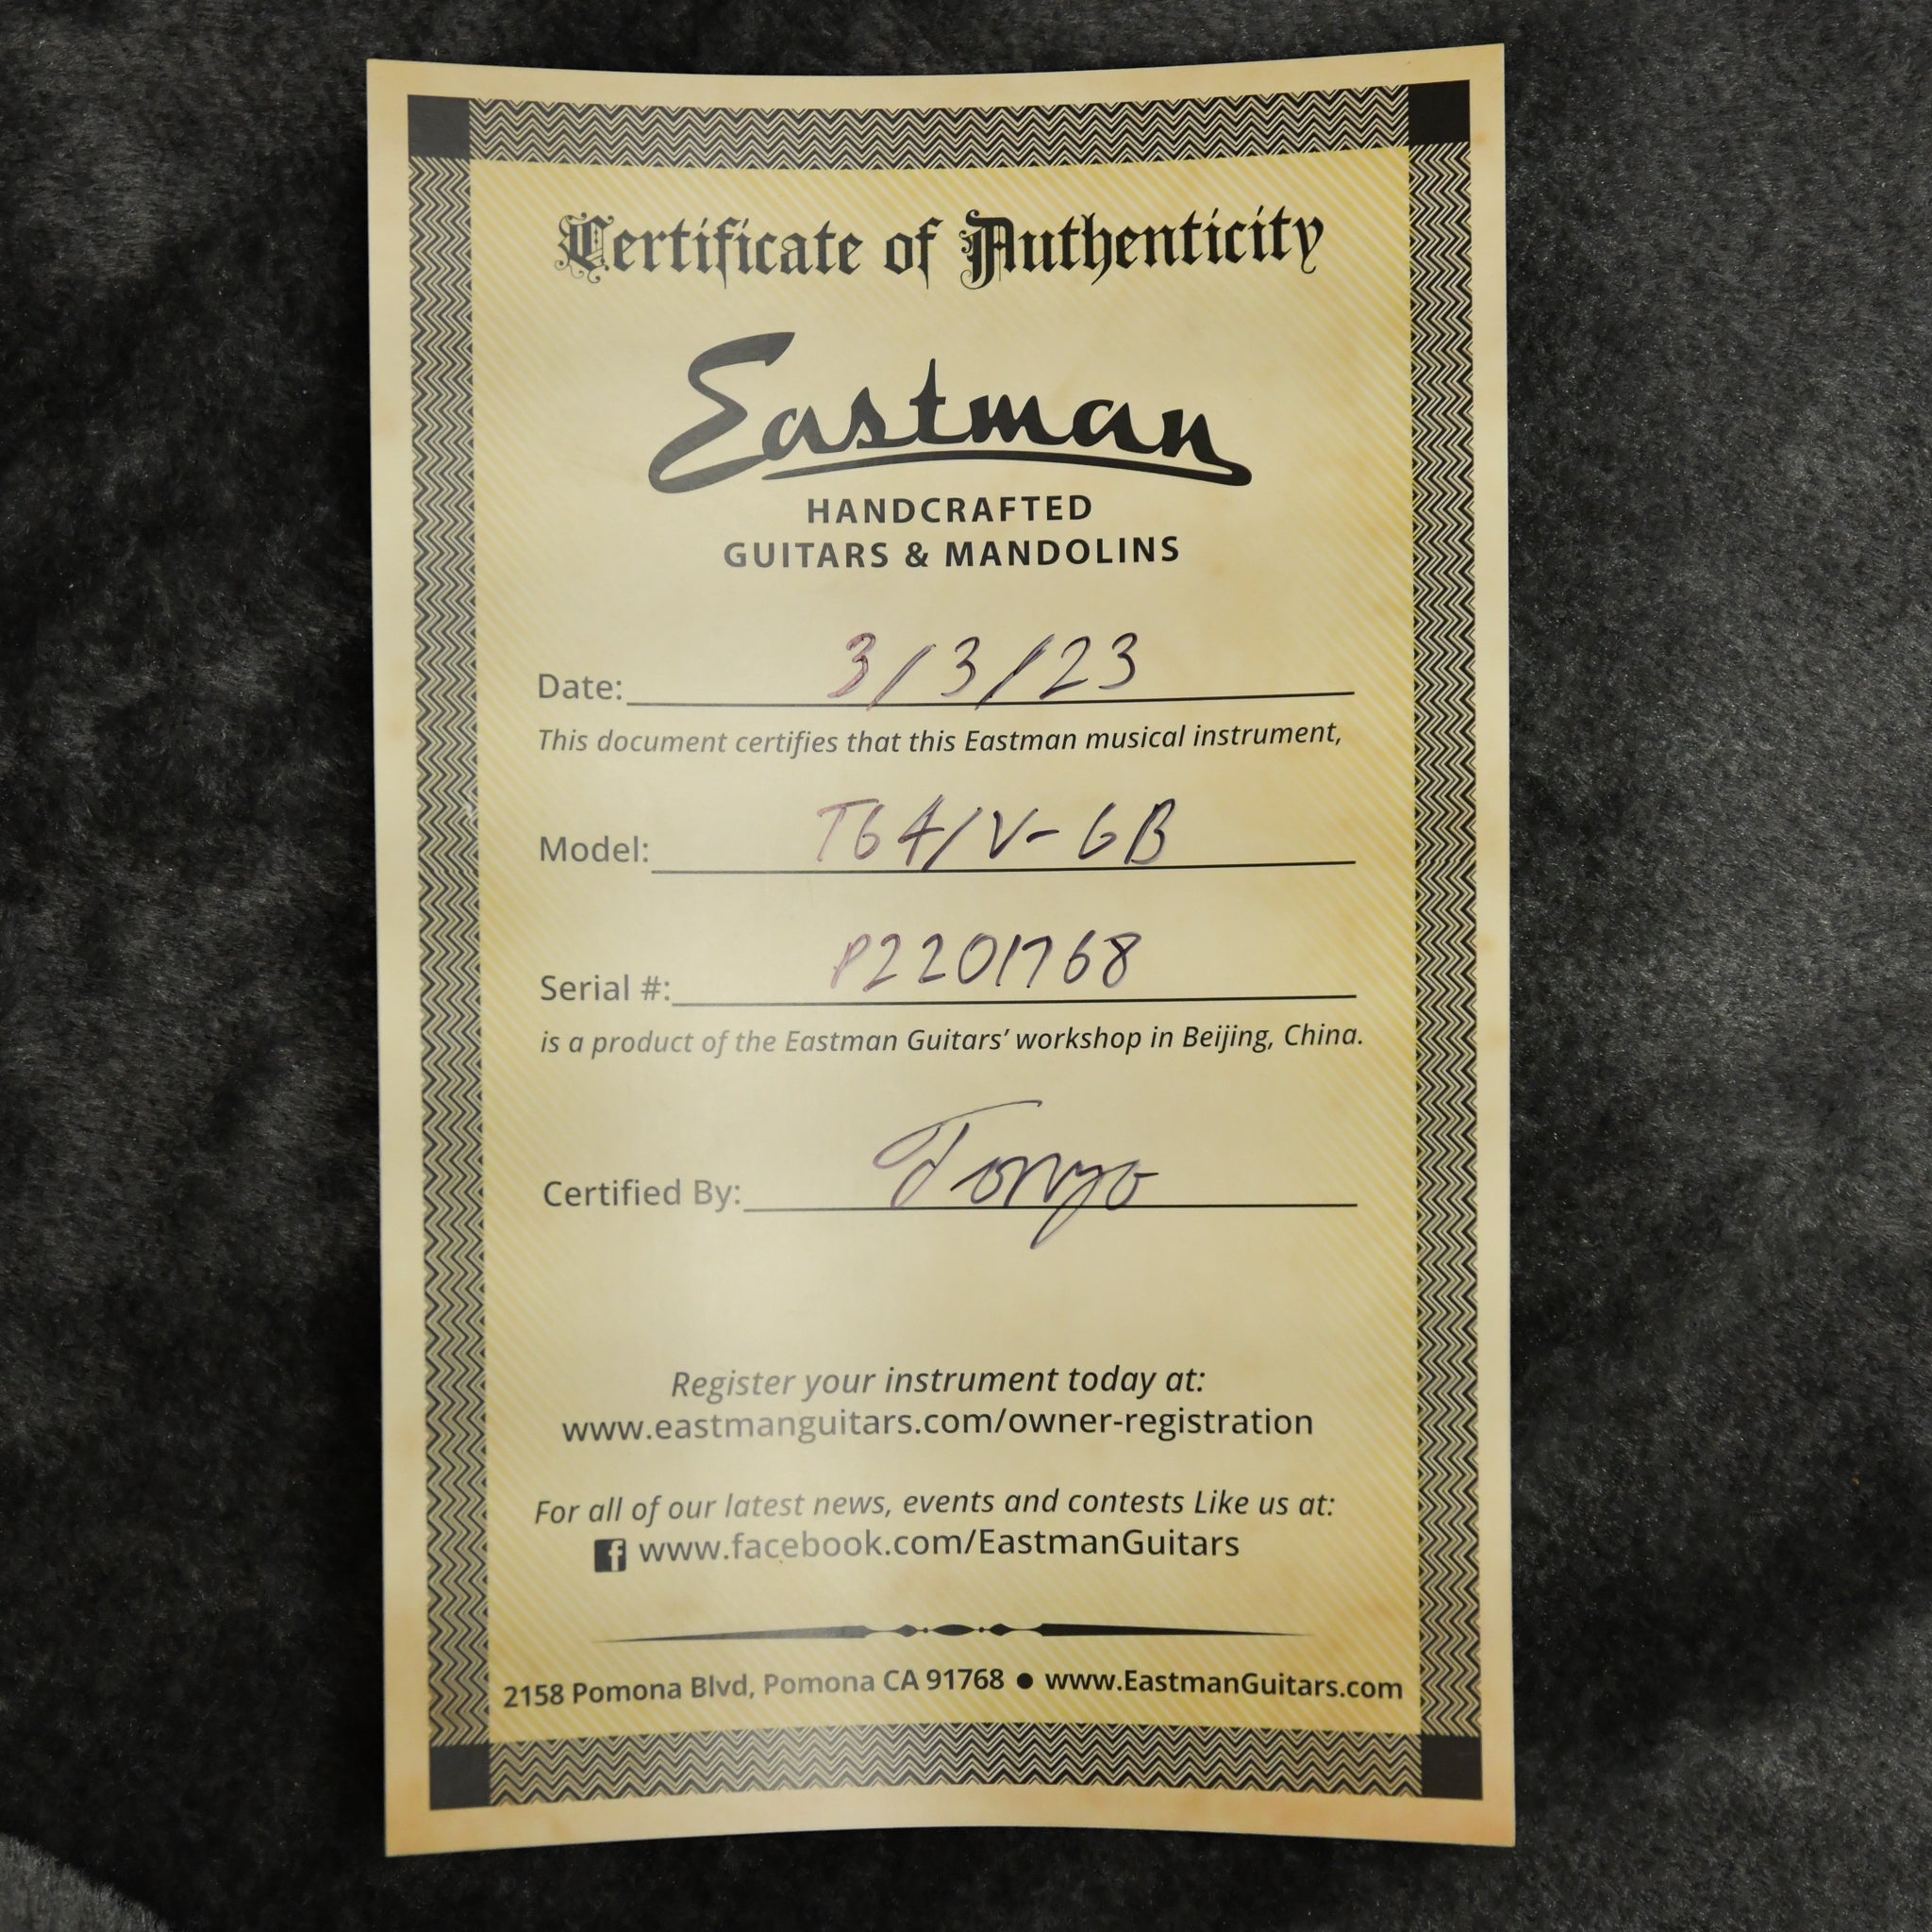 Certificate of Authenticity
Eastman
HANDCRAFTED
GUITARS & MANDOLINS
Date: 3/3/23
This document certifies that this Eastman musical instrument,
Model: T64/V-GB
Serial #: P2201768
is a product of the Eastman Guitars’ workshop in Beijing, China.
Certified By:
Register your instrument today at:
www.eastmanguitars.com/owner-registration
For all of our latest news, events and contests Like us at:
f www.facebook.com/EastmanGuitars
2158 Pomona Blvd, Pomona CA 91768 ● www.EastmanGuitars.com